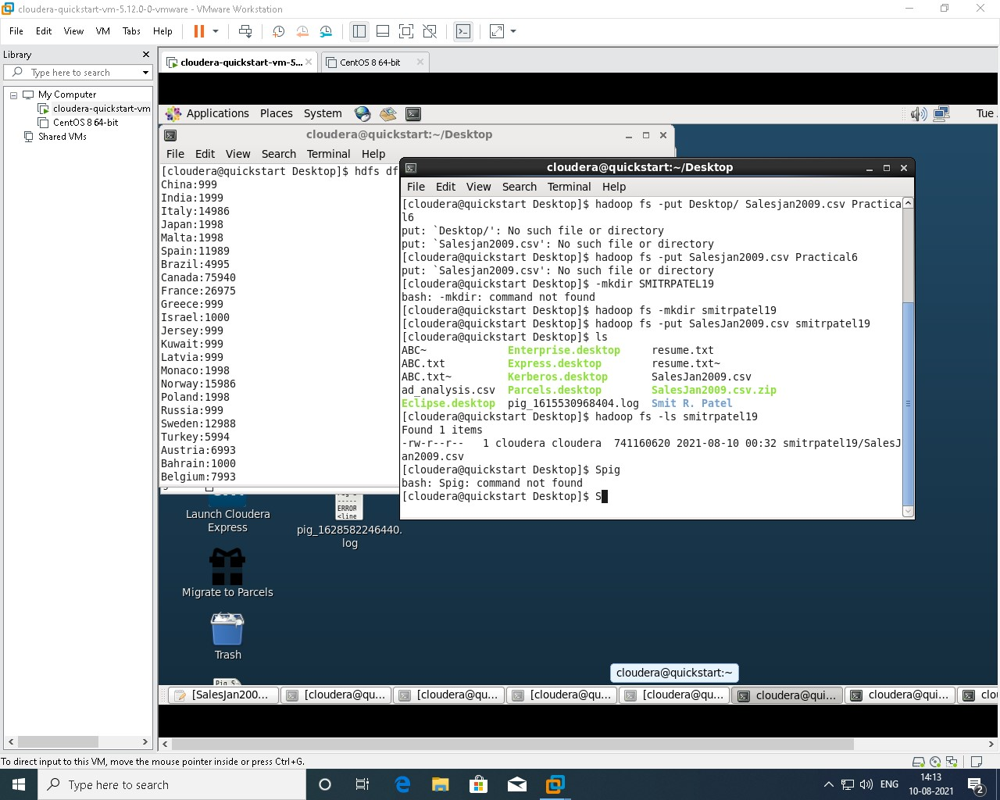 cloudera-quickstart-vm-5.12.0-0-vmware - VMware Workstation
File Edit View VM Tabs Help
Library
Type here to search
My Computer
cloudera-quickstart-vm
CentOS 8 64-bit
Shared VMs
cloudera-quickstart-vm-5...
CentOS 8 64-bit
Applications Places System
Tue
cloudera@quickstart:~/Desktop
File Edit View Search Terminal Help
[cloudera@quickstart Desktop]$ hdfs df
China:999
India:1999
Italy:14986
Japan:1998
Malta:1998
Spain:11989
Brazil:4995
Canada:75940
France:26975
Greece:999
Israel:1000
Jersey:999
Kuwait:999
Latvia:999
Monaco:1998
Norway:15986
Poland:1998
Russia:999
Sweden:12988
Turkey:5994
Austria:6993
Bahrain:1000
Belgium:7993
cloudera@quickstart:~/Desktop
File Edit View Search Terminal Help
[cloudera@quickstart Desktop]$ hadoop fs -put Desktop/ Salesjan2009.csv Practica
l6
put: `Desktop/': No such file or directory
put: `Salesjan2009.csv': No such file or directory
[cloudera@quickstart Desktop]$ hadoop fs -put Salesjan2009.csv Practical6
put: `Salesjan2009.csv': No such file or directory
[cloudera@quickstart Desktop]$ -mkdir SMITRPATEL19
bash: -mkdir: command not found
[cloudera@quickstart Desktop]$ hadoop fs -mkdir smitrpatel19
[cloudera@quickstart Desktop]$ hadoop fs -put SalesJan2009.csv smitrpatel19
[cloudera@quickstart Desktop]$ ls
ABC~ Enterprise.desktop resume.txt
ABC.txt Express.desktop resume.txt~
ABC.txt~ Kerberos.desktop SalesJan2009.csv
ad_analysis.csv Parcels.desktop SalesJan2009.csv.zip
Eclipse.desktop pig_1615530968404.log Smit R. Patel
[cloudera@quickstart Desktop]$ hadoop fs -ls smitrpatel19
Found 1 items
-rw-r--r-- 1 cloudera cloudera 741160620 2021-08-10 00:32 smitrpatel19/SalesJ
an2009.csv
[cloudera@quickstart Desktop]$ Spig
bash: Spig: command not found
[cloudera@quickstart Desktop]$ S
Launch Cloudera
Express
ERROR
<line
pig_1628582246440.
log
Migrate to Parcels
Trash
cloudera@quickstart:~
[SalesJan200... [cloudera@qu... [cloudera@qu... [cloudera@qu... [cloudera@qu... cloudera@qui... cloudera@qui... clo
To direct input to this VM, move the mouse pointer inside or press Ctrl+G.
Type here to search
ENG
14:13
10-08-2021
2